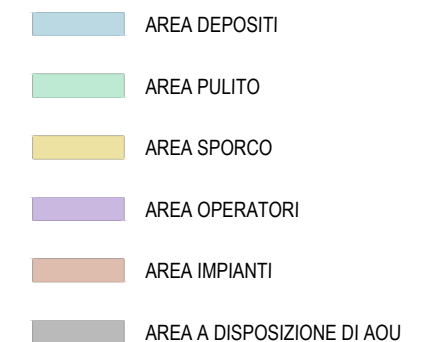 AREA DEPOSITI
AREA PULITO
AREA SPORCO
AREA OPERATORI
AREA IMPIANTI
AREA A DISPOSIZIONE DI AOU